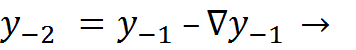 y₋₂ = y₋₁ – ∇y₋₁ →